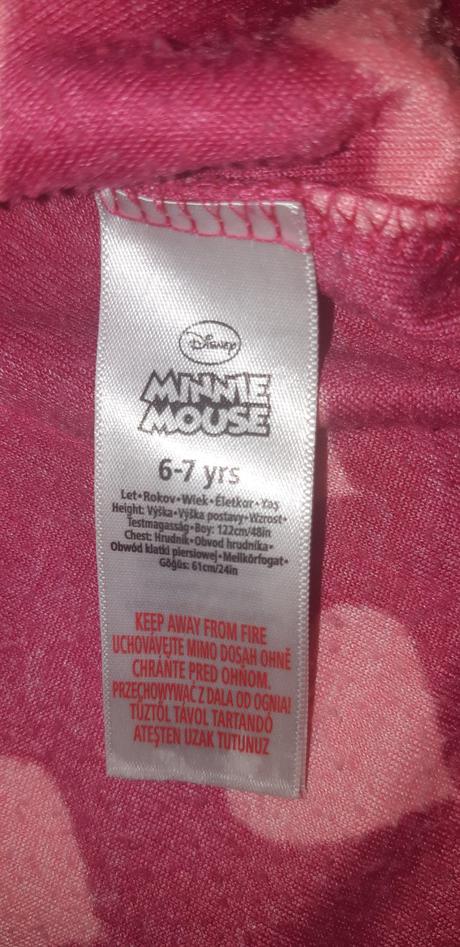 Disney
MINNIE
MOUSE
6-7 yrs
Let•Rokov•Wiek•Életkor•Yaş
Height: Výška•Výška postavy•Wzrost•
Testmagasság•Boy: 122cm/48in
Chest: Hrudník•Obvod hrudníka•
Obwód klatki piersiowej•Mellkörfogat•
Göğüs: 61cm/24in
KEEP AWAY FROM FIRE
UCHOVÁVEJTE MIMO DOSAH OHNĚ
CHRÁŇTE PRED OHŇOM.
PRZECHOWYWAĆ Z DALA OD OGNIA!
TŰZTŐL TÁVOL TARTANDÓ
ATEŞTEN UZAK TUTUNUZ